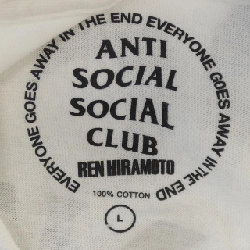 EVERYONE GOES AWAY IN THE END EVERYONE GOES AWAY IN THE END
ANTI
SOCIAL
SOCIAL
CLUB
REN HIRAMOTO
100% COTTON
L